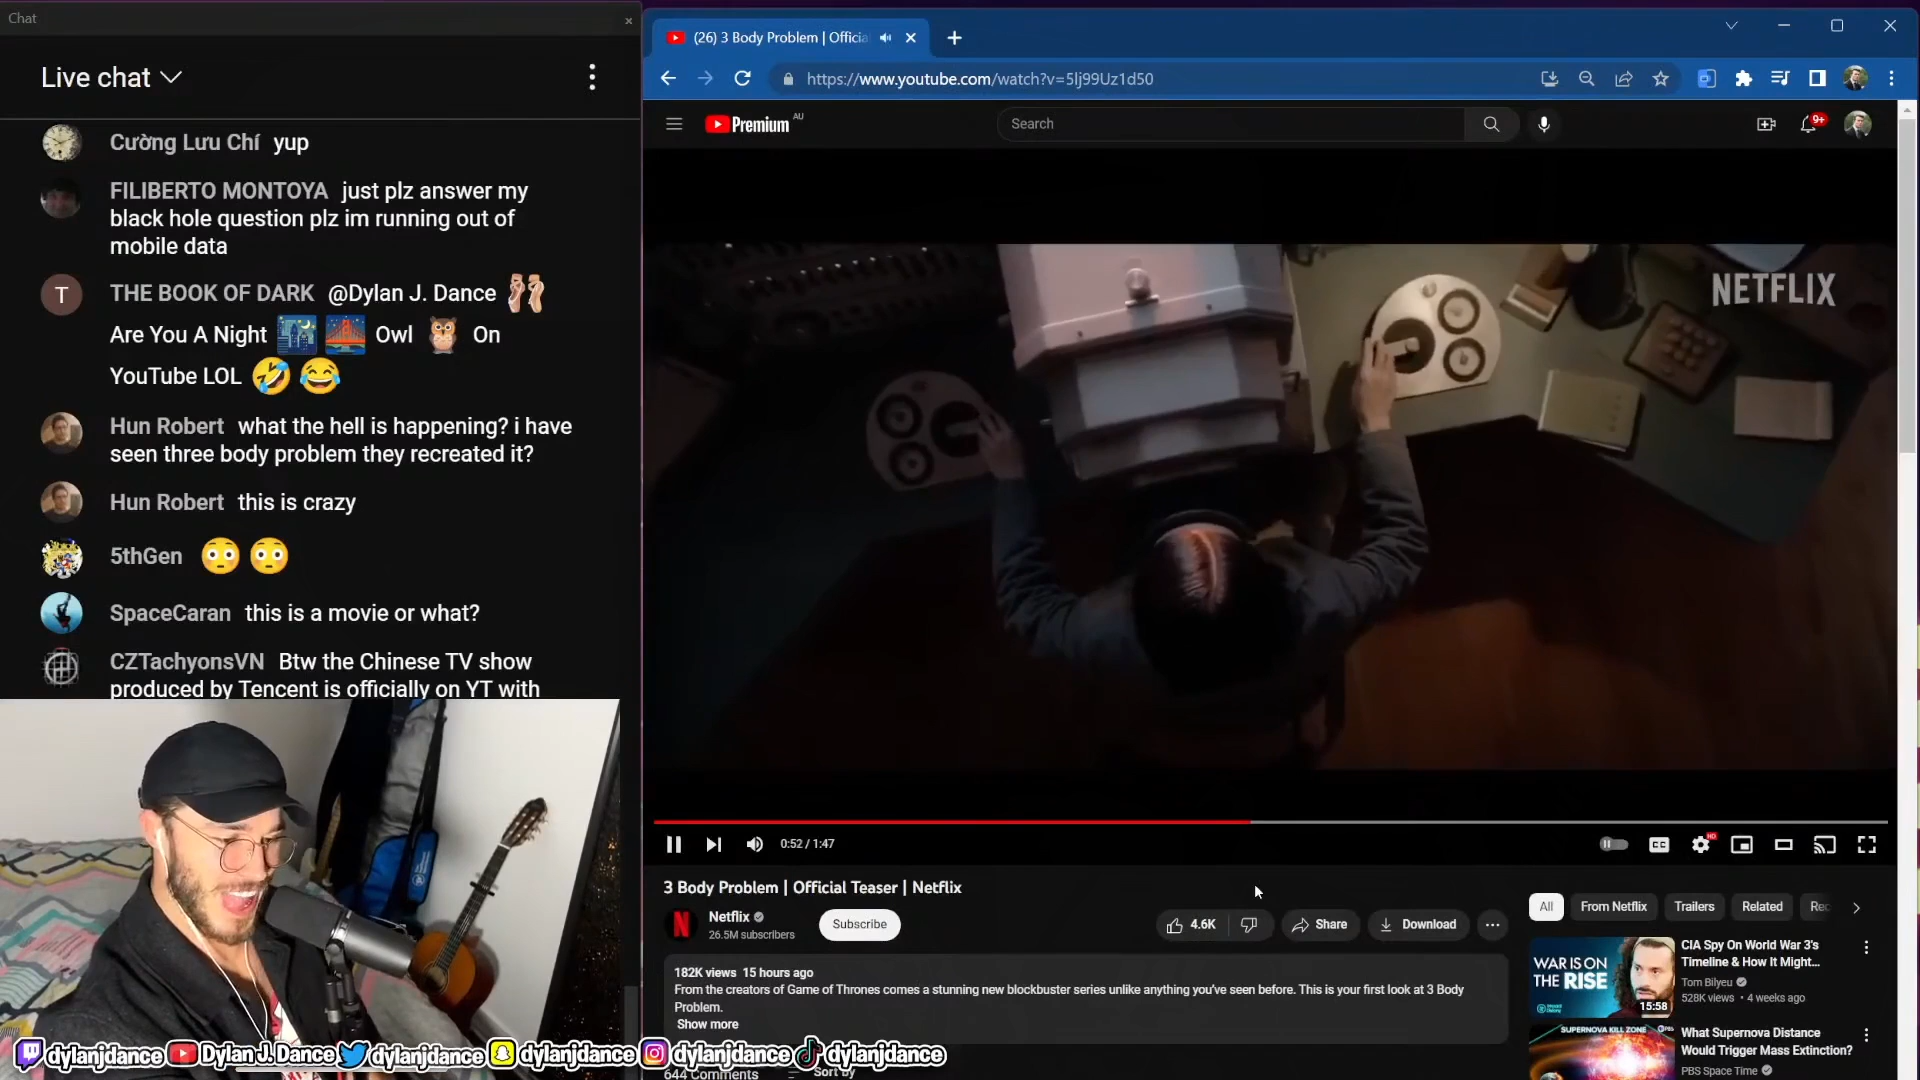 Chat
Live chat
Cường Lưu Chí yup
FILIBERTO MONTOYA just plz answer my
black hole question plz im running out of
mobile data
T
THE BOOK OF DARK @Dylan J. Dance
Are You A Night Owl On
YouTube LOL
Hun Robert what the hell is happening? i have
seen three body problem they recreated it?
Hun Robert this is crazy
5thGen
SpaceCaran this is a movie or what?
CZTachyonsVN Btw the Chinese TV show
produced by Tencent is officially on YT with
(26) 3 Body Problem | Officia
https://www.youtube.com/watch?v=5lj99Uz1d50
Premium AU
Search
9+
NETFLIX
0:52 / 1:47
CC
HD
3 Body Problem | Official Teaser | Netflix
N
Netflix
26.5M subscribers
Subscribe
4.6K
Share
Download
182K views 15 hours ago
From the creators of Game of Thrones comes a stunning new blockbuster series unlike anything you've seen before. This is your first look at 3 Body
Problem.
Show more
644 Comments
Sort by
All
From Netflix
Trailers
Related
Rec
WAR IS ON
THE RISE
15:58
CIA Spy On World War 3's
Timeline & How It Might...
Tom Bilyeu
528K views • 4 weeks ago
SUPERNOVA KILL ZONE
PBS
What Supernova Distance
Would Trigger Mass Extinction?
PBS Space Time
dylanjdance Dylan J. Dance dylanjdance dylanjdance dylanjdance dylanjdance